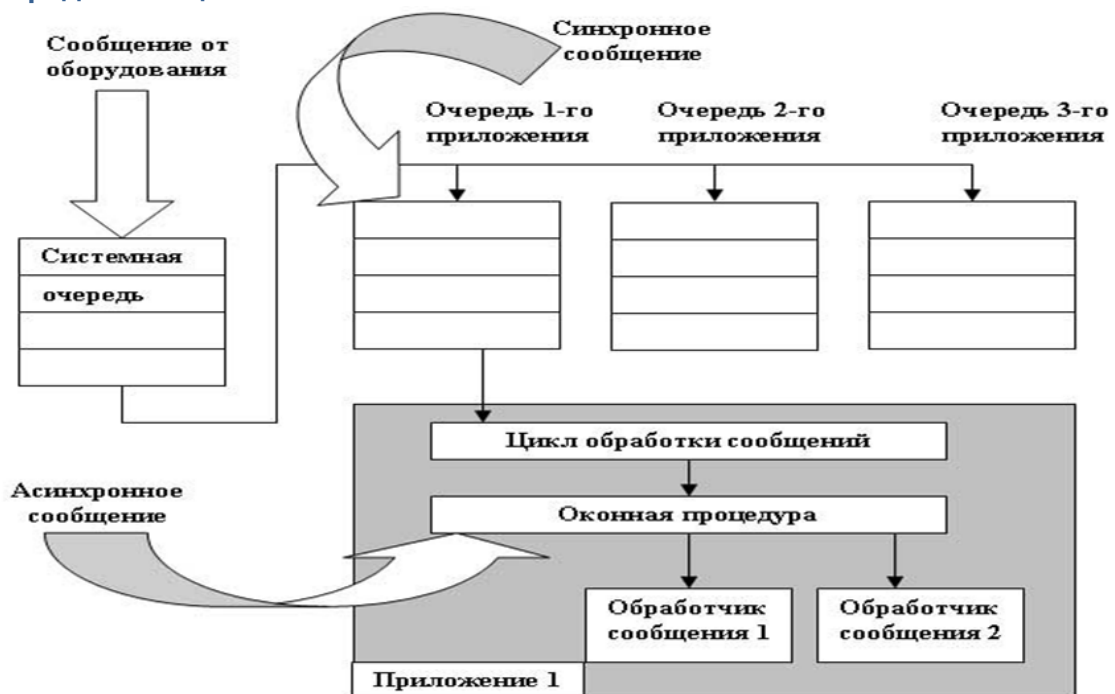 Сообщение от
оборудования
Синхронное
сообщение
Очередь 1-го
приложения
Очередь 2-го
приложения
Очередь 3-го
приложения
Системная
очередь
Цикл обработки сообщений
Асинхронное
сообщение
Оконная процедура
Обработчик
сообщения 1
Обработчик
сообщения 2
Приложение 1